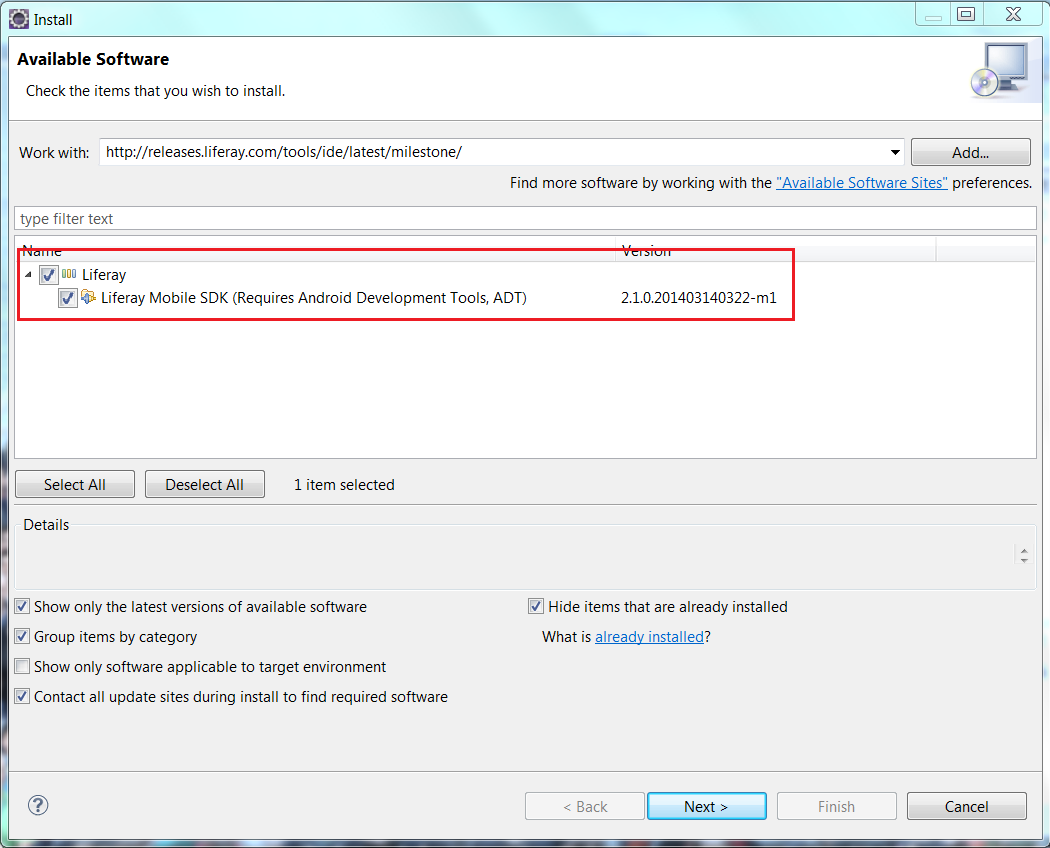 Install
Available Software
Check the items that you wish to install.
Work with: http://releases.liferay.com/tools/ide/latest/milestone/ Add...
Find more software by working with the "Available Software Sites" preferences.
type filter text
Name Version
Liferay
Liferay Mobile SDK (Requires Android Development Tools, ADT) 2.1.0.201403140322-m1
Select All Deselect All 1 item selected
Details
Show only the latest versions of available software Hide items that are already installed
Group items by category What is already installed?
Show only software applicable to target environment
Contact all update sites during install to find required software
? < Back Next > Finish Cancel